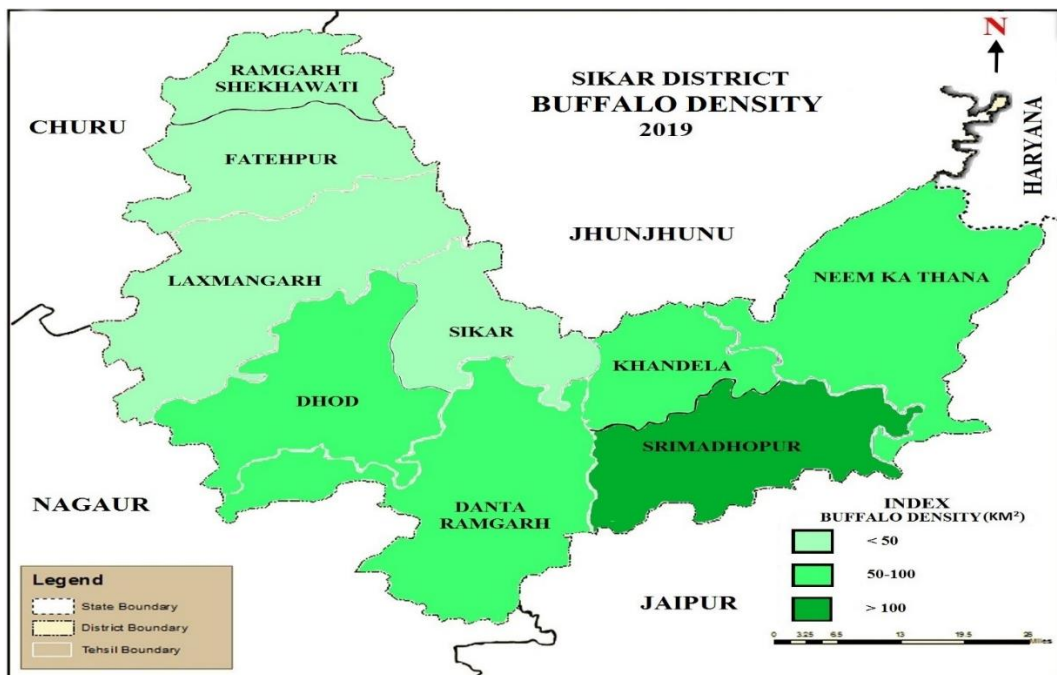 N
RAMGARH
SHEKHAWATI
SIKAR DISTRICT
BUFFALO DENSITY
2019
CHURU
FATEHPUR
HARYANA
JHUNJHUNU
LAXMANGARH
NEEM KA THANA
SIKAR
KHANDELA
DHOD
SRIMADHOPUR
NAGAUR
DANTA
RAMGARH
INDEX
BUFFALO DENSITY(KM²)
< 50
50-100
> 100
Legend
State Boundary
District Boundary
Tehsil Boundary
JAIPUR
0 3.25 6.5 13 19.5 26
Miles